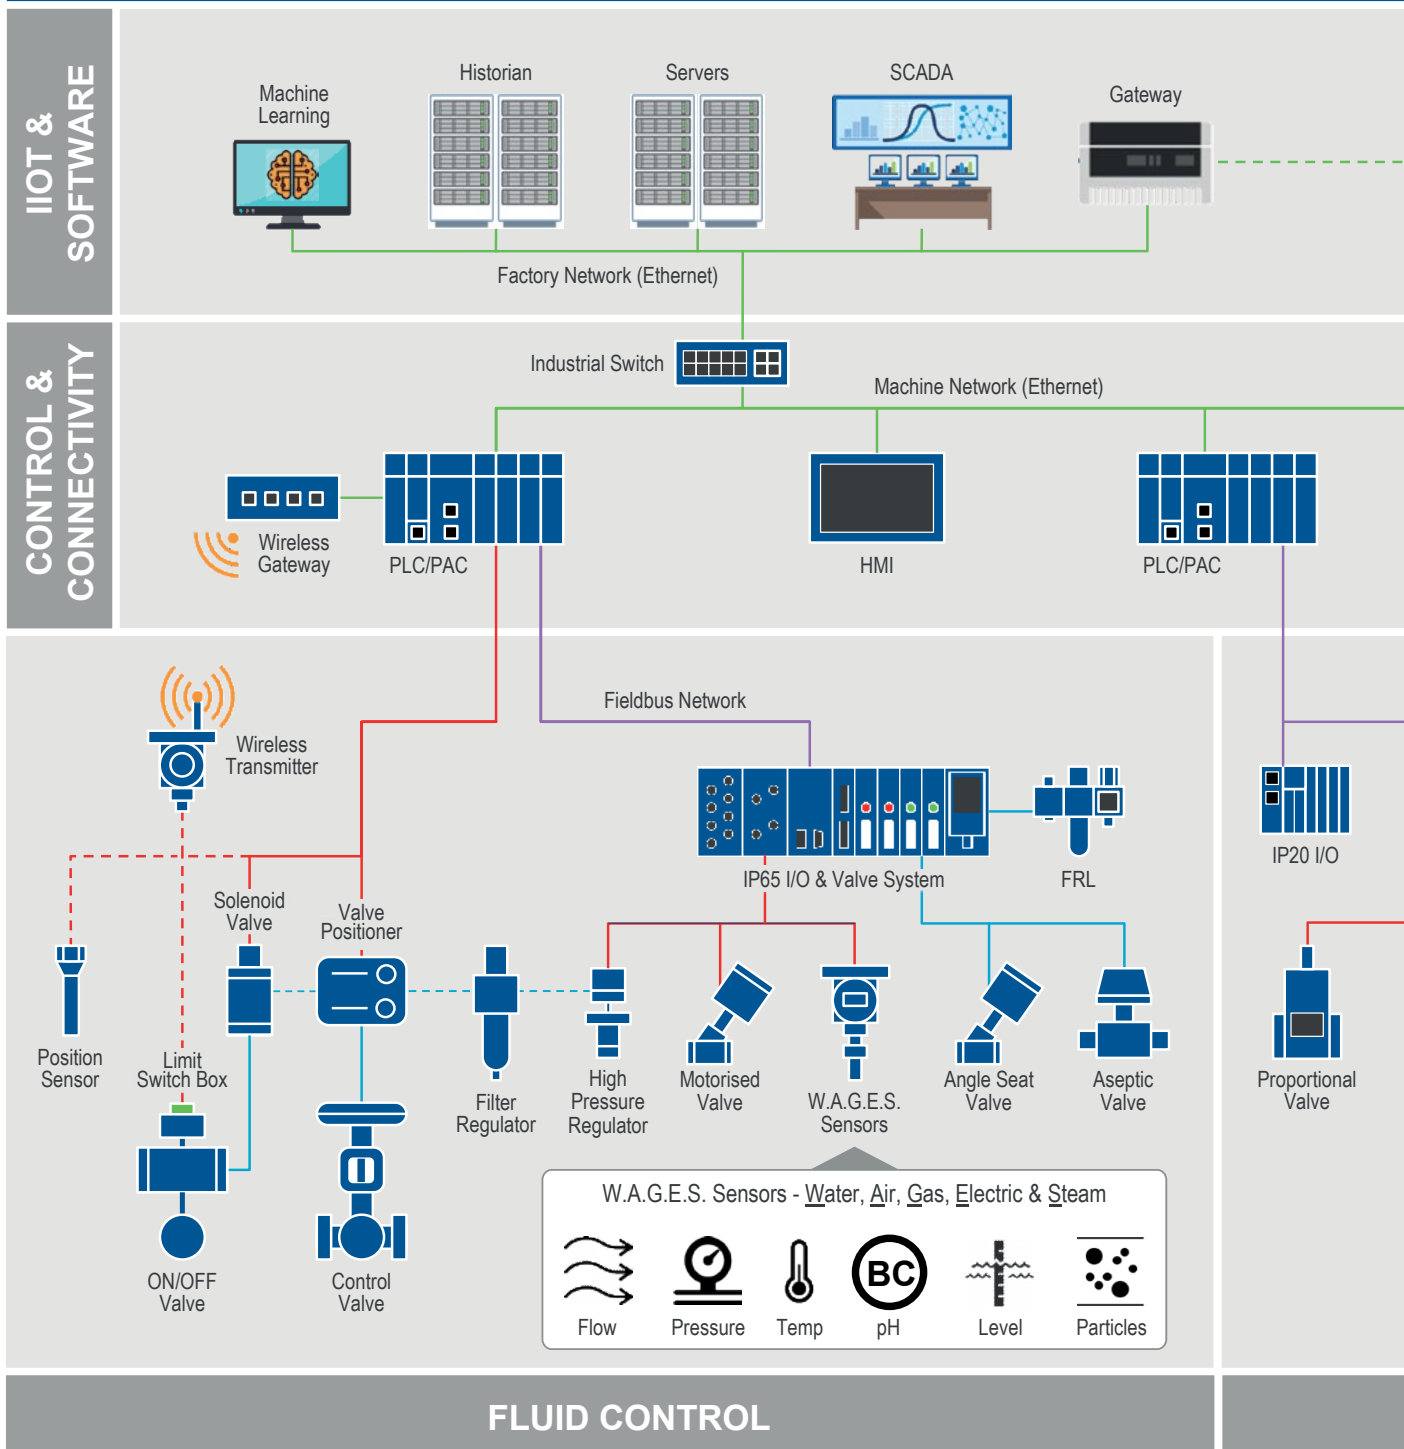 IIOT &
SOFTWARE
Machine
Learning
Historian
Servers
SCADA
Gateway
Factory Network (Ethernet)
CONTROL &
CONNECTIVITY
Industrial Switch
Machine Network (Ethernet)
Wireless
Gateway
PLC/PAC
HMI
PLC/PAC
Fieldbus Network
Wireless
Transmitter
IP65 I/O & Valve System
FRL
IP20 I/O
Solenoid
Valve
Valve
Positioner
Position
Sensor
Limit
Switch Box
Filter
Regulator
High
Pressure
Regulator
Motorised
Valve
W.A.G.E.S.
Sensors
Angle Seat
Valve
Aseptic
Valve
Proportional
Valve
ON/OFF
Valve
Control
Valve
W.A.G.E.S. Sensors - Water, Air, Gas, Electric & Steam
BC
Flow
Pressure
Temp
pH
Level
Particles
FLUID CONTROL